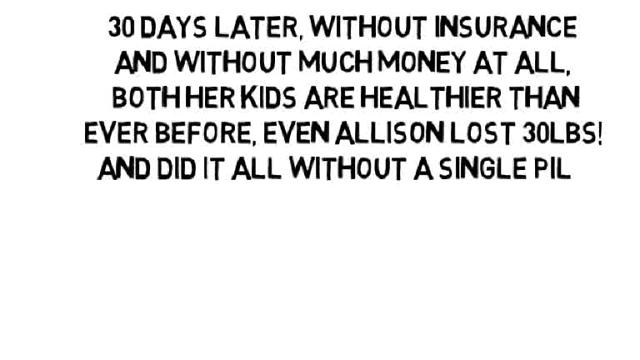 30 DAYS LATER, WITHOUT INSURANCE
AND WITHOUT MUCH MONEY AT ALL,
BOTH HER KIDS ARE HEALTHIER THAN
EVER BEFORE, EVEN ALLISON LOST 30LBS!
AND DID IT ALL WITHOUT A SINGLE PIL